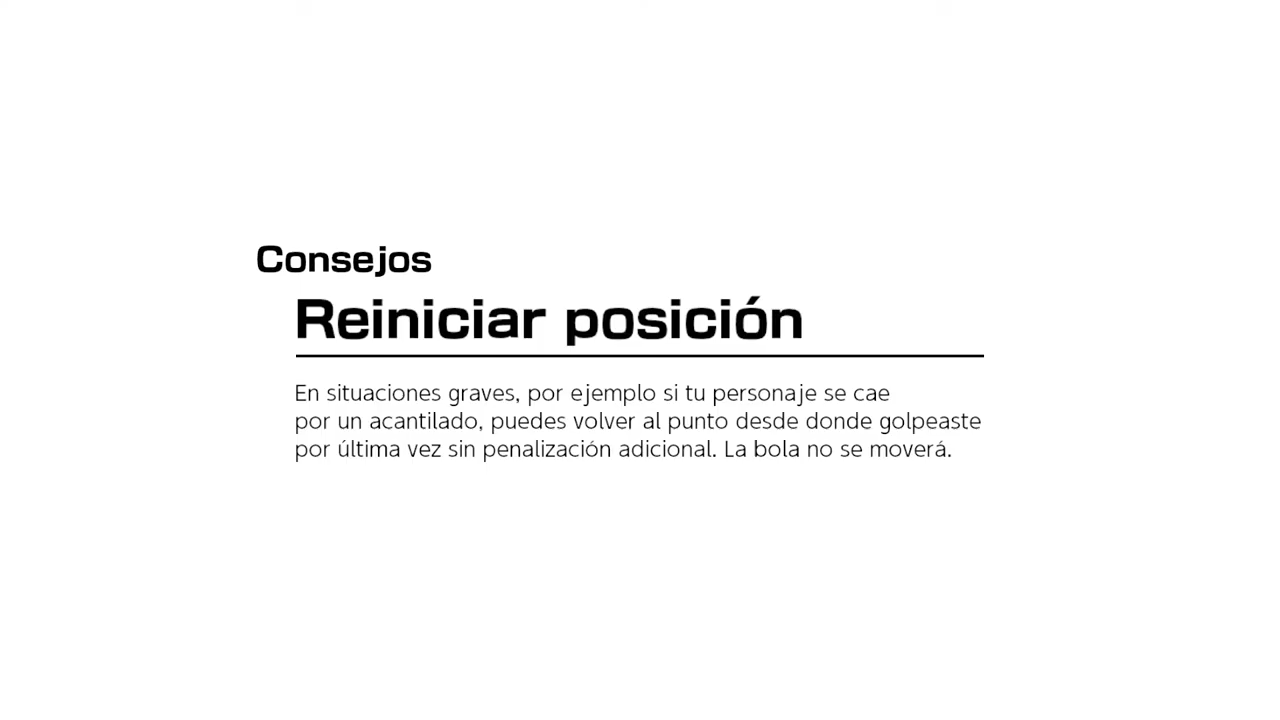 Consejos
Reiniciar posición
En situaciones graves, por ejemplo si tu personaje se cae
por un acantilado, puedes volver al punto desde donde golpeaste
por última vez sin penalización adicional. La bola no se moverá.